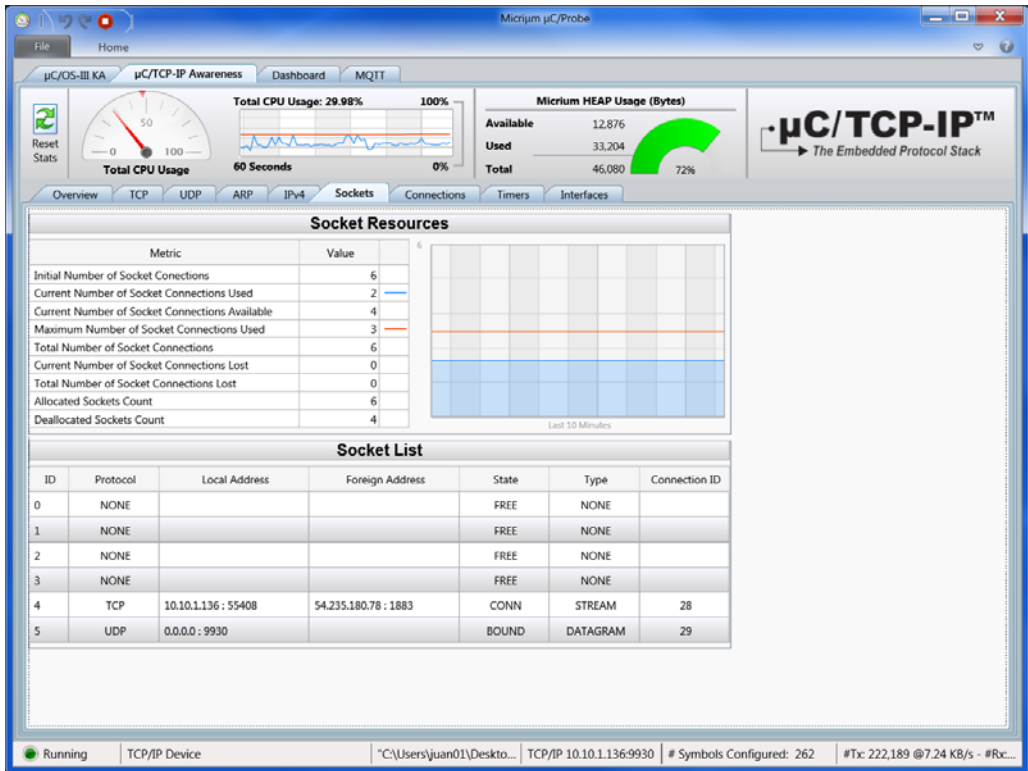 Micriµm µC/Probe
File Home
µC/OS-III KA µC/TCP-IP Awareness Dashboard MQTT
Reset Stats
50
0 100
Total CPU Usage
Total CPU Usage: 29.98% 100%
60 Seconds 0%
Micrium HEAP Usage (Bytes)
Available 12,876
Used 33,204
Total 46,080
72%
µC/TCP-IP™
The Embedded Protocol Stack
Overview TCP UDP ARP IPv4 Sockets Connections Timers Interfaces
Socket Resources
Metric Value
Initial Number of Socket Conections 6
Current Number of Socket Connections Used 2
Current Number of Socket Connections Available 4
Maximum Number of Socket Connections Used 3
Total Number of Socket Connections 6
Current Number of Socket Connections Lost 0
Total Number of Socket Connections Lost 0
Allocated Sockets Count 6
Deallocated Sockets Count 4
6
Last 10 Minutes
Socket List
ID Protocol Local Address Foreign Address State Type Connection ID
0 NONE FREE NONE
1 NONE FREE NONE
2 NONE FREE NONE
3 NONE FREE NONE
4 TCP 10.10.1.136 : 55408 54.235.180.78 : 1883 CONN STREAM 28
5 UDP 0.0.0.0 : 9930 BOUND DATAGRAM 29
Running TCP/IP Device "C:\Users\juan01\Deskto... TCP/IP 10.10.1.136:9930 # Symbols Configured: 262 #Tx: 222,189 @7.24 KB/s - #Rx:...